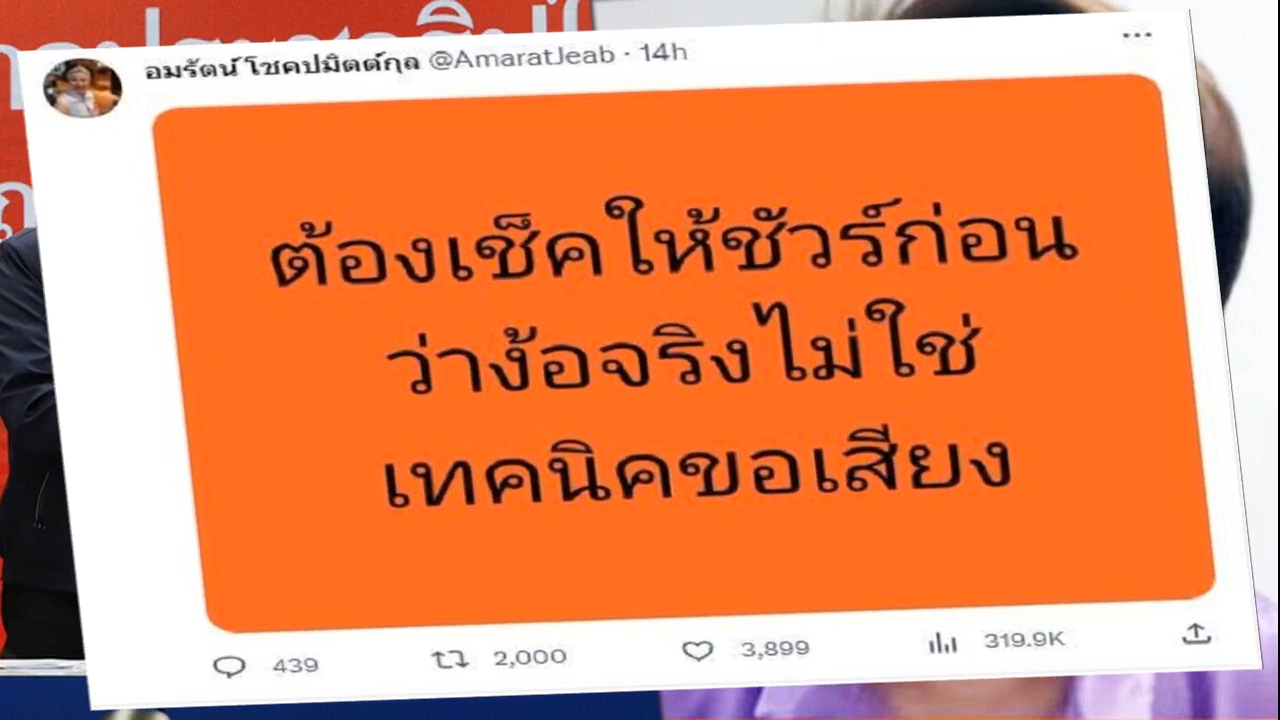 อมรัตน์ โชคปมิตต์กุล @AmaratJeab · 14h
ต้องเช็คให้ชัวร์ก่อน
ว่าง้อจริงไม่ใช่
เทคนิคขอเสียง
439 2,000 3,899 319.9K